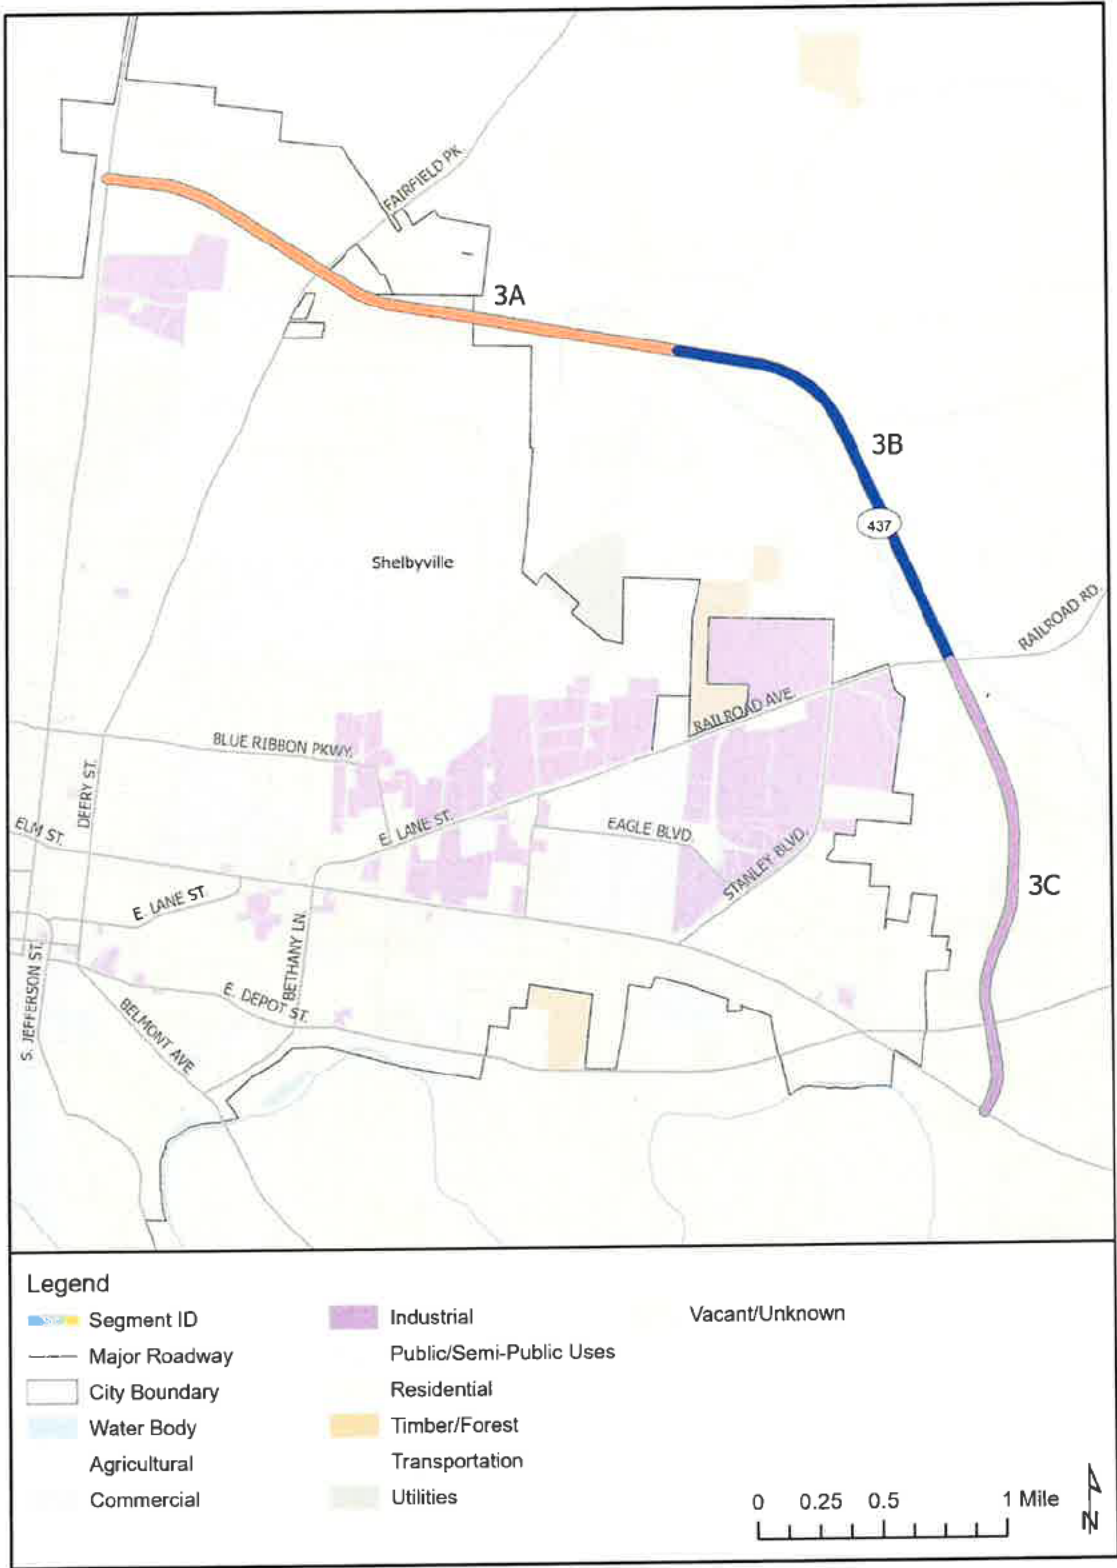 FAIRFIELD PK.
3A
3B
437
Shelbyville
RAILROAD RD.
RAILROAD AVE.
BLUE RIBBON PKWY.
DEERY ST.
ELM ST.
E. LANE ST.
EAGLE BLVD.
STANLEY BLVD.
3C
E. LANE ST.
BETHANY LN.
S. JEFFERSON ST.
E. DEPOT ST.
BELMONT AVE
Legend
Segment ID
Major Roadway
City Boundary
Water Body
Agricultural
Commercial
Industrial
Public/Semi-Public Uses
Residential
Timber/Forest
Transportation
Utilities
Vacant/Unknown
0 0.25 0.5 1 Mile
N